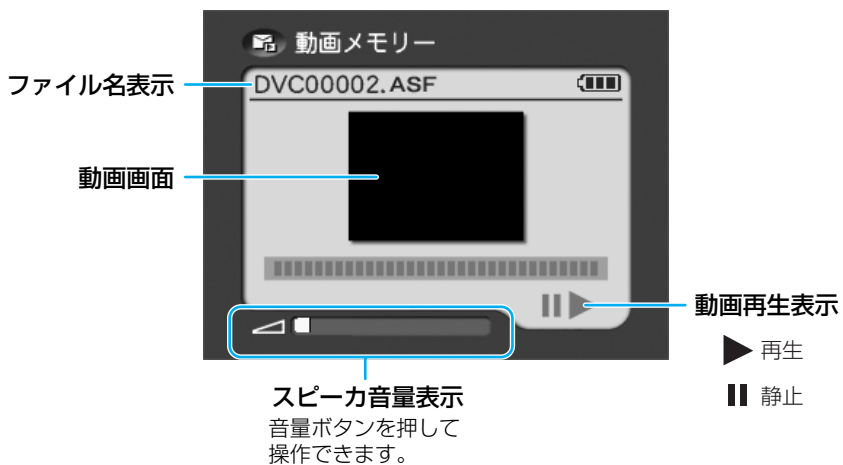 動画メモリー
ファイル名表示
DVC00002.ASF
動画画面
動画再生表示
再生
静止
スピーカ音量表示
音量ボタンを押して
操作できます。